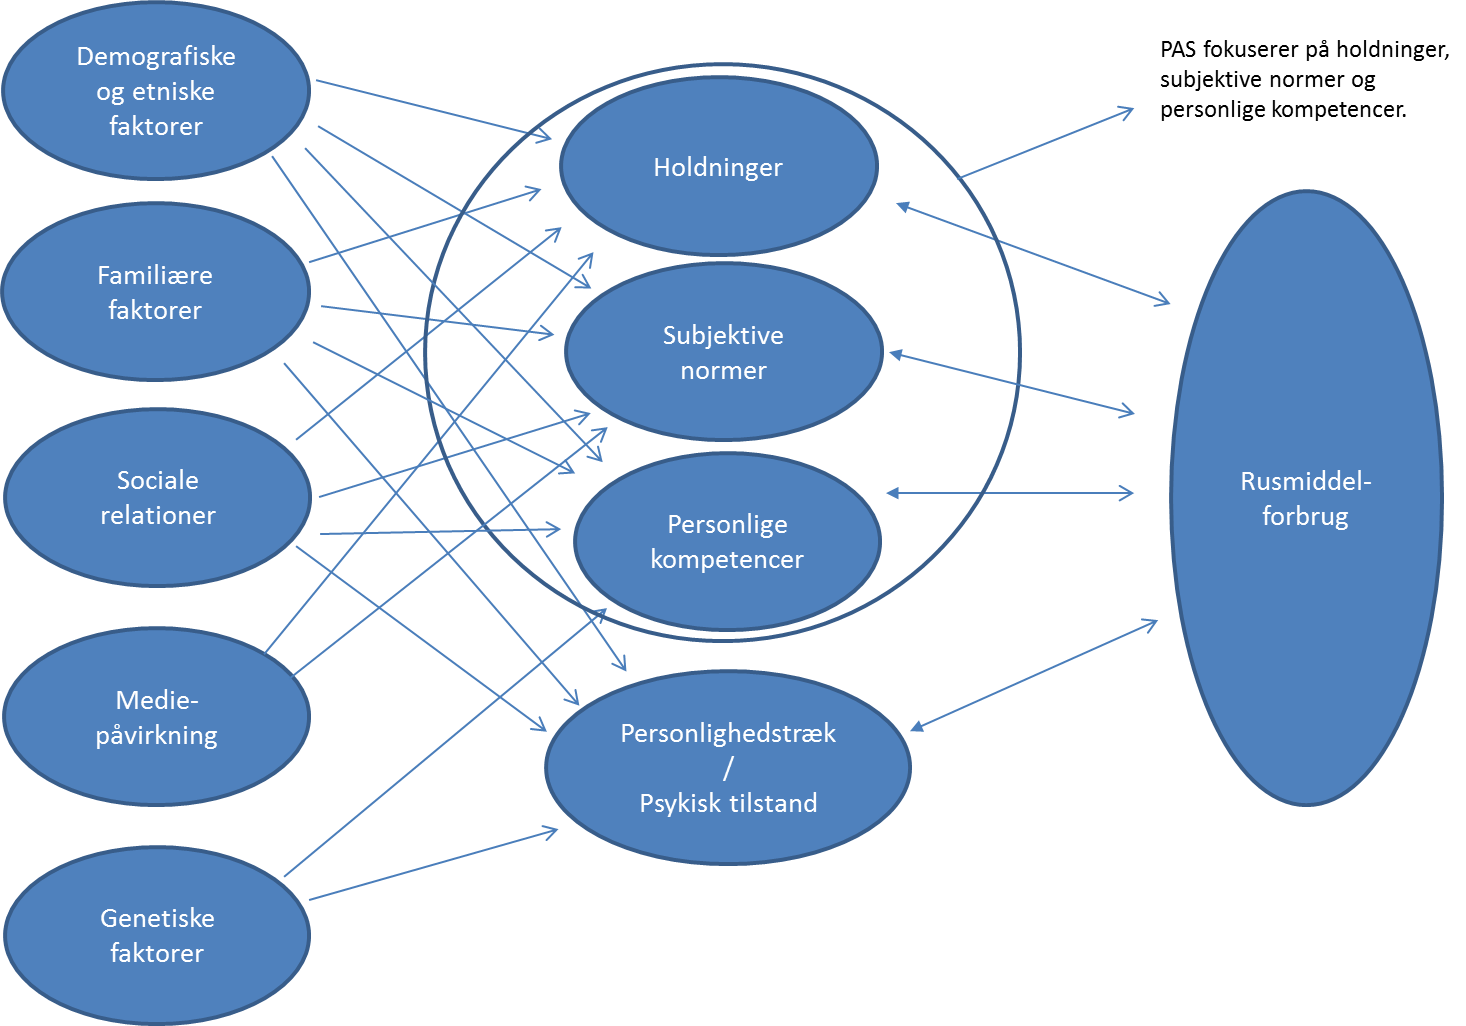 Demografiske
og etniske
faktorer
Familiære
faktorer
Sociale
relationer
Medie-
påvirkning
Genetiske
faktorer
Holdninger
Subjektive
normer
Personlige
kompetencer
Personlighedstræk
/
Psykisk tilstand
PAS fokuserer på holdninger,
subjektive normer og
personlige kompetencer.
Rusmiddel-
forbrug